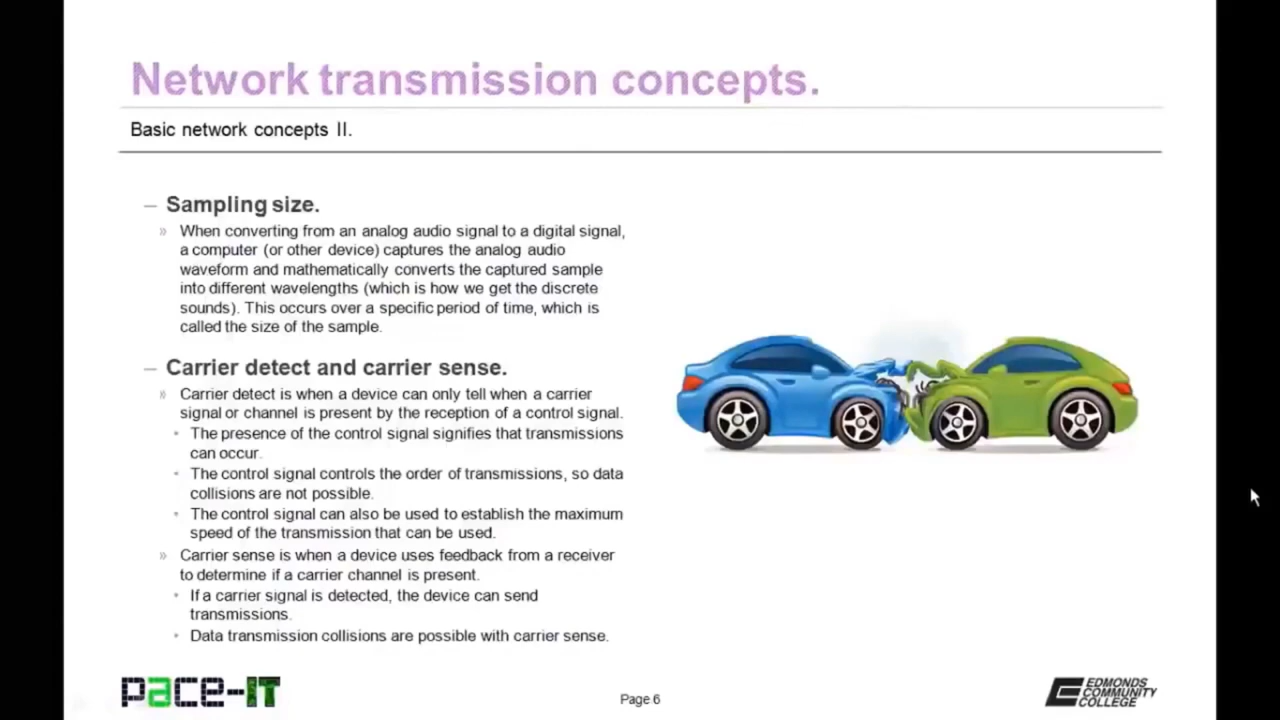 Network transmission concepts.
Basic network concepts II.
– Sampling size.
» When converting from an analog audio signal to a digital signal,
a computer (or other device) captures the analog audio
waveform and mathematically converts the captured sample
into different wavelengths (which is how we get the discrete
sounds). This occurs over a specific period of time, which is
called the size of the sample.
– Carrier detect and carrier sense.
» Carrier detect is when a device can only tell when a carrier
signal or channel is present by the reception of a control signal.
• The presence of the control signal signifies that transmissions
can occur.
• The control signal controls the order of transmissions, so data
collisions are not possible.
• The control signal can also be used to establish the maximum
speed of the transmission that can be used.
» Carrier sense is when a device uses feedback from a receiver
to determine if a carrier channel is present.
• If a carrier signal is detected, the device can send
transmissions.
• Data transmission collisions are possible with carrier sense.
pace-IT
Page 6
EDMONDS
COMMUNITY
COLLEGE